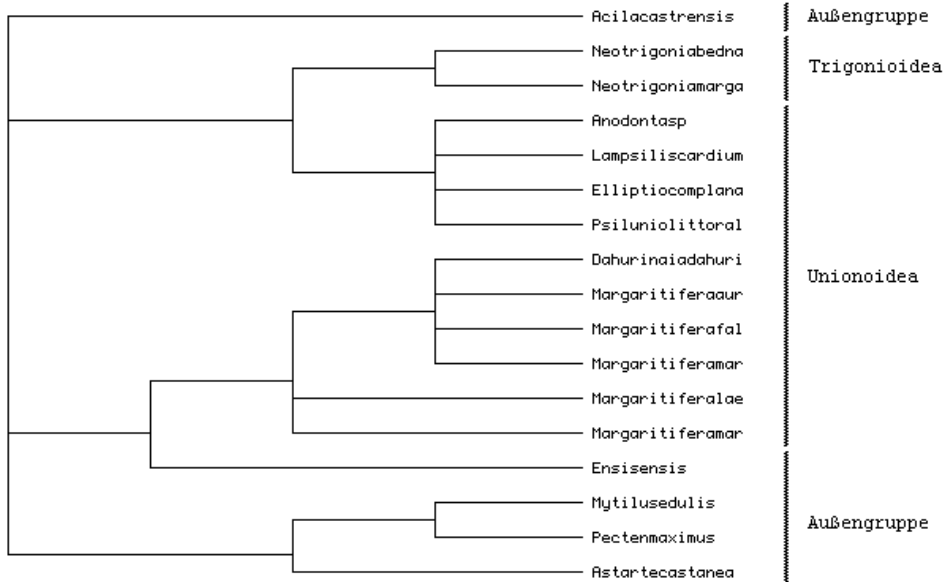 Acilacastrensis
Außengruppe
Neotrigoniabedna
Trigonioidea
Neotrigoniamarga
Anodontasp
Lampsiliscardium
Elliptiocomplana
Psiluniolittoral
Dahurinaiadahuri
Unionoidea
Margaritiferaaur
Margaritiferafal
Margaritiferamar
Margaritiferalae
Margaritiferamar
Ensisensis
Mytilusedulis
Außengruppe
Pectenmaximus
Astartecastanea